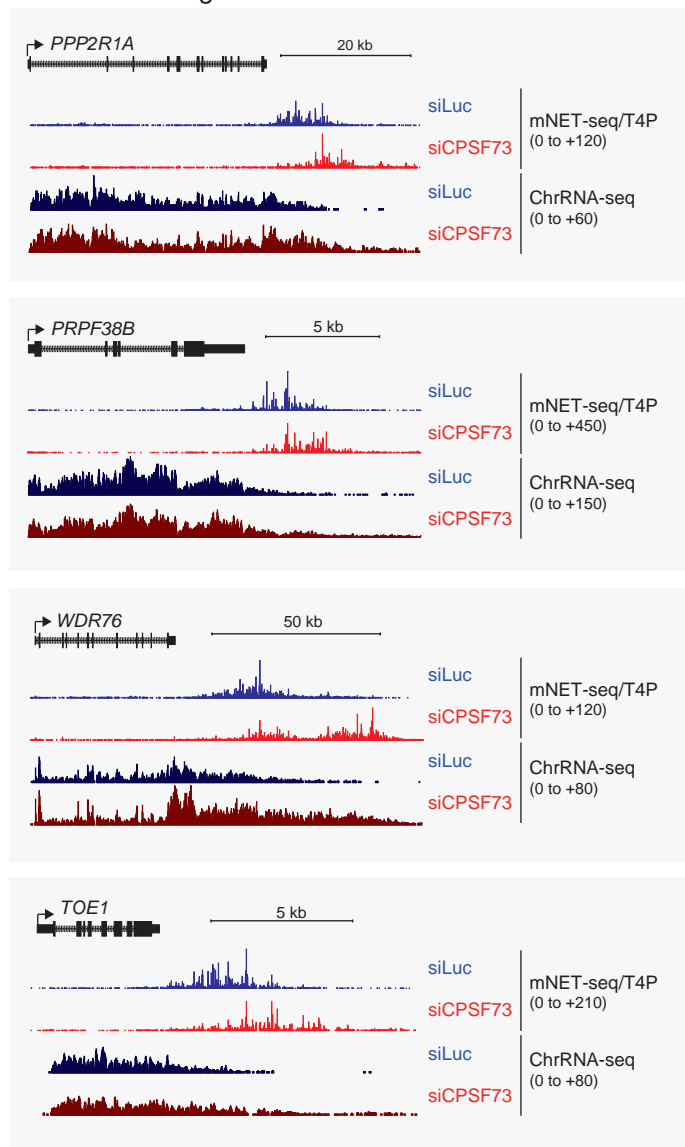 PPP2R1A
20 kb
siLuc
mNET-seq/T4P
(0 to +120)
siCPSF73
siLuc
ChrRNA-seq
(0 to +60)
siCPSF73
PRPF38B
5 kb
siLuc
mNET-seq/T4P
(0 to +450)
siCPSF73
siLuc
ChrRNA-seq
(0 to +150)
siCPSF73
WDR76
50 kb
siLuc
mNET-seq/T4P
(0 to +120)
siCPSF73
siLuc
ChrRNA-seq
(0 to +80)
siCPSF73
TOE1
5 kb
siLuc
mNET-seq/T4P
(0 to +210)
siCPSF73
siLuc
ChrRNA-seq
(0 to +80)
siCPSF73